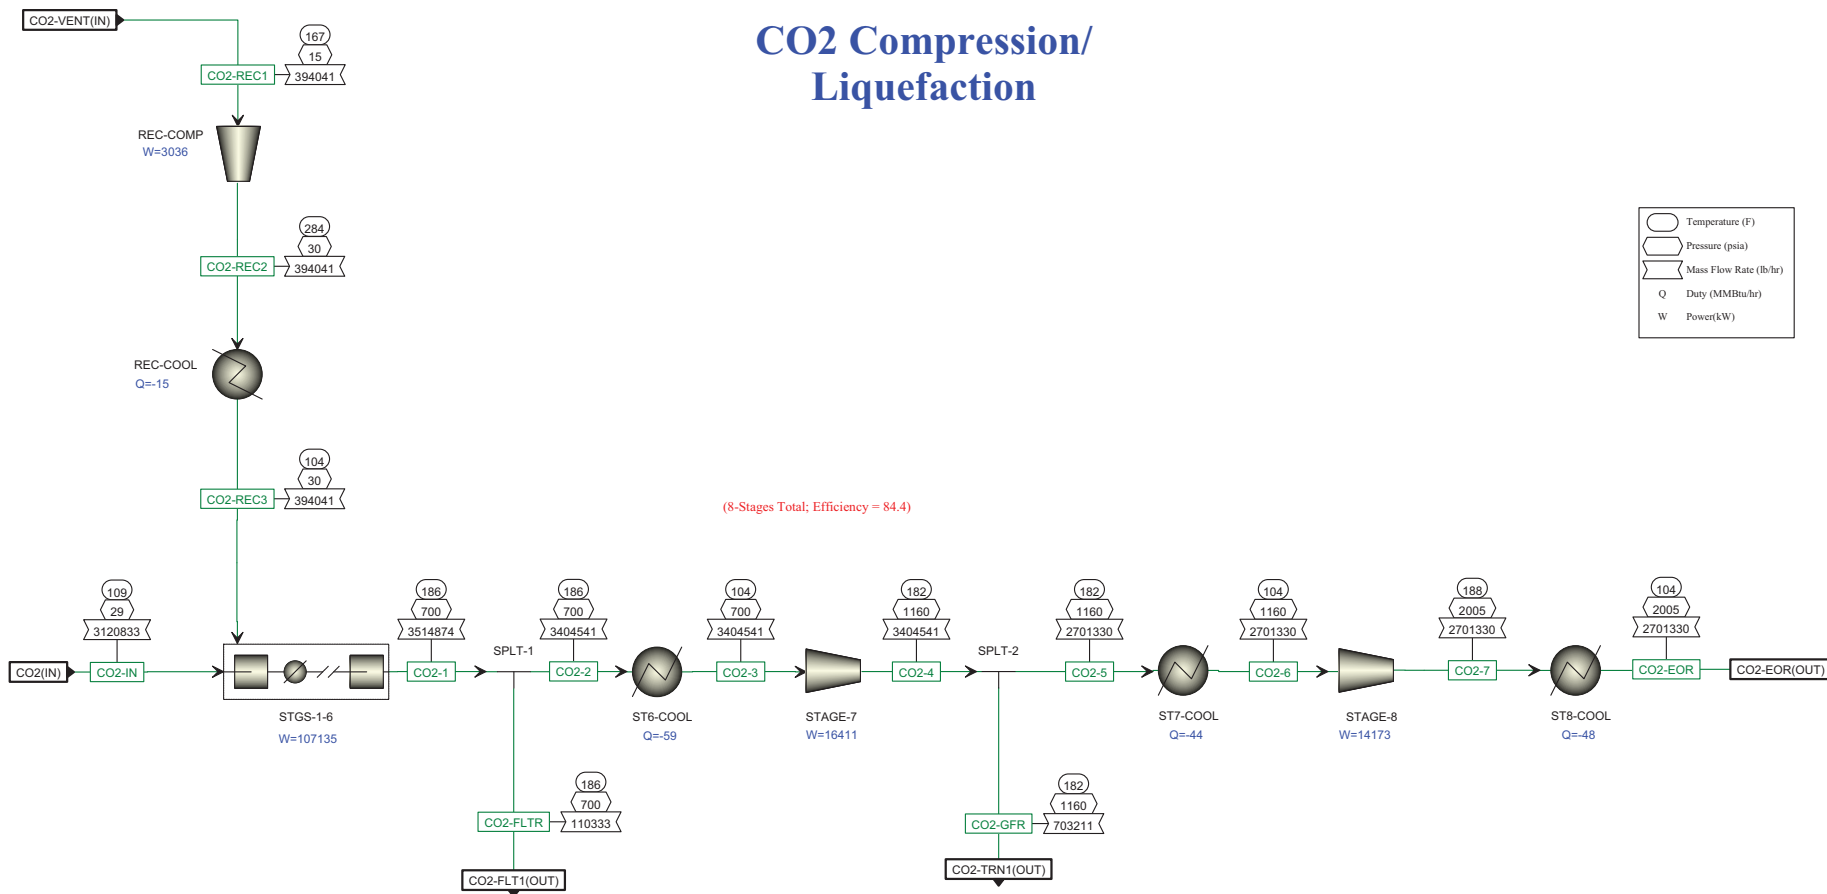 CO2 Compression/
Liquefaction
CO2-VENT(IN)
167
15
394041
CO2-REC1
REC-COMP
W=3036
284
30
394041
CO2-REC2
REC-COOL
Q=-15
104
30
394041
CO2-REC3
Temperature (F)
Pressure (psia)
Mass Flow Rate (lb/hr)
Q Duty (MMBtu/hr)
W Power(kW)
(8-Stages Total; Efficiency = 84.4)
CO2(IN)
109
29
3120833
CO2-IN
STGS-1-6
W=107135
186
700
3514874
CO2-1
SPLT-1
186
700
3404541
CO2-2
ST6-COOL
Q=-59
104
700
3404541
CO2-3
STAGE-7
W=16411
182
1160
3404541
CO2-4
SPLT-2
182
1160
2701330
CO2-5
ST7-COOL
Q=-44
104
1160
2701330
CO2-6
STAGE-8
W=14173
188
2005
2701330
CO2-7
ST8-COOL
Q=-48
104
2005
2701330
CO2-EOR
CO2-EOR(OUT)
186
700
110333
CO2-FLTR
CO2-FLT1(OUT)
182
1160
703211
CO2-GFR
CO2-TRN1(OUT)